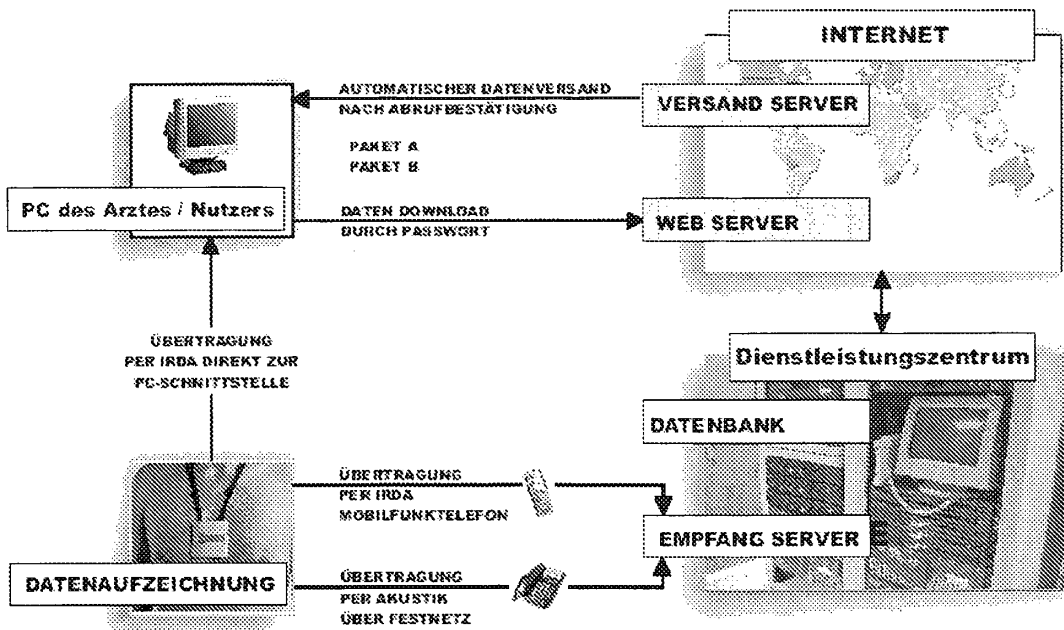 INTERNET
AUTOMATISCHER DATENVERSAND
NACH ABRUFBESTÄTIGUNG
VERSAND SERVER
PAKET A
PAKET B
PC des Arztes / Nutzers
DATEN DOWNLOAD
DURCH PASSWORT
WEB SERVER
ÜBERTRAGUNG
PER IRDA DIREKT ZUR
PC-SCHNITTSTELLE
Dienstleistungszentrum
DATENBANK
ÜBERTRAGUNG
PER IRDA
MOBILFUNKTELEFON
EMPFANG SERVER
DATENAUFZEICHNUNG
ÜBERTRAGUNG
PER AKUSTIK
ÜBER FESTNETZ